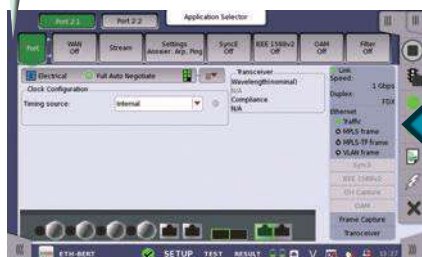 Port 2.1
Port 2.2
Application
Selector
Port
WAN
Off
Stream
Settings
Answer: Arp, Ping
SyncE
Off
IEEE 1588v2
Off
OAM
Off
Filter
Off
Electrical
Full Auto Negotiate
Clock Configuration
Timing source:
Internal
Transceiver
Wavelength(nominal)
N/A
Compliance
N/A
Link
Speed:
1 Gbps
Duplex:
FDX
Ethernet
Traffic
MPLS frame
MPLS-TP frame
VLAN frame
SyncE
IEEE 1588v2
OH Capture
OAM
Frame Capture
Transceiver
ETH-BERT
SETUP
TEST
RESULT
13:37